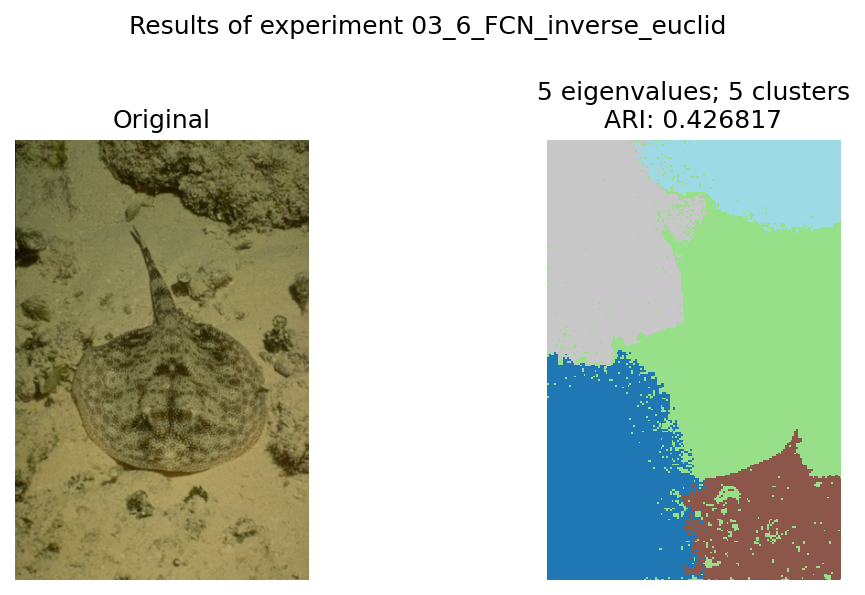 Results of experiment 03_6_FCN_inverse_euclid
Original
5 eigenvalues; 5 clusters
ARI: 0.426817